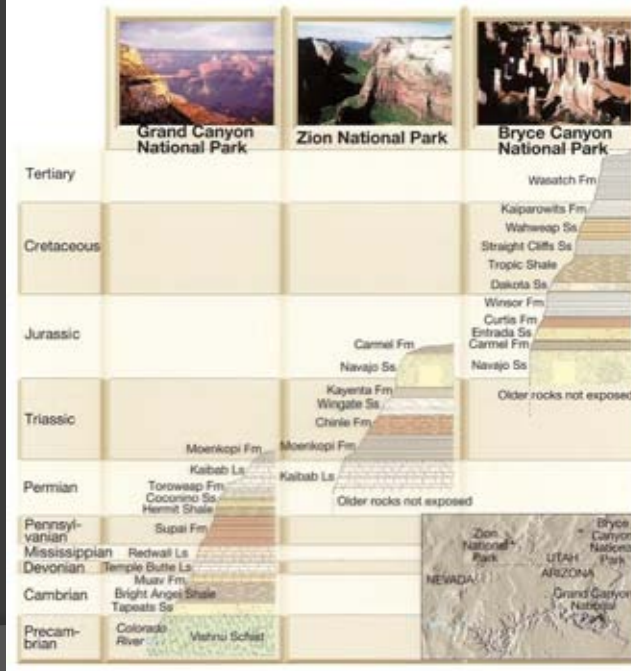 Grand Canyon
National Park
Zion National Park
Bryce Canyon
National Park
Tertiary
Cretaceous
Jurassic
Triassic
Permian
Pennsyl-
vanian
Mississippian
Devonian
Cambrian
Precam-
brian
Moenkopi Fm
Kaibab Ls
Toroweap Fm
Coconino Ss
Hermit Shale
Supai Fm
Redwall Ls
Temple Butte Ls
Muav Fm
Bright Angel Shale
Tapeats Ss
Colorado
River
Vishnu Schist
Carmel Fm
Navajo Ss
Kayenta Fm
Wingate Ss
Chinle Fm
Moenkopi Fm
Kaibab Ls
Older rocks not exposed
Wasatch Fm
Kaiparowits Fm
Wahweap Ss
Straight Cliffs Ss
Tropic Shale
Dakota Ss
Winsor Fm
Curtis Fm
Entrada Ss
Carmel Fm
Navajo Ss
Older rocks not exposed
Zion
National
Park
Bryce
Canyon
National
Park
UTAH
ARIZONA
NEVADA
Grand Canyon
National